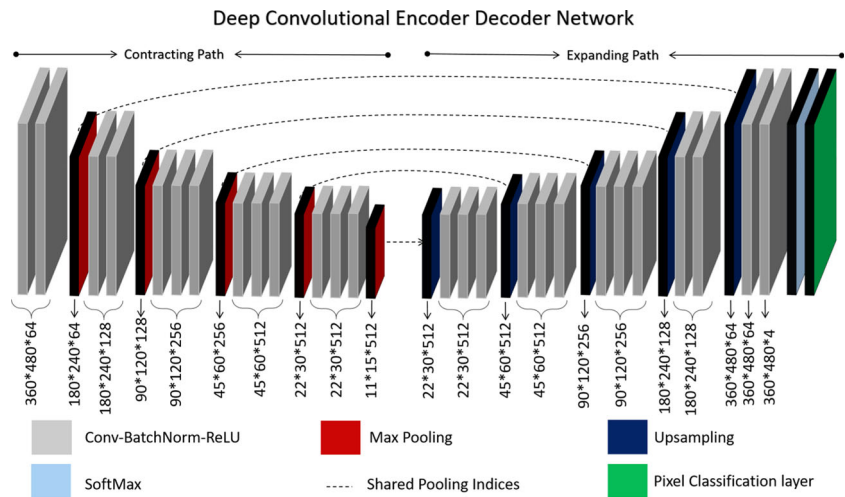 Deep Convolutional Encoder Decoder Network
Contracting Path
Expanding Path
360*480*64
180*240*64
180*240*128
90*120*128
90*120*256
45*60*256
45*60*512
22*30*512
22*30*512
11*15*512
22*30*512
22*30*512
45*60*512
45*60*512
90*120*256
90*120*256
180*240*128
180*240*128
360*480*64
360*480*64
360*480*4
Conv-BatchNorm-ReLU
Max Pooling
Upsampling
SoftMax
Shared Pooling Indices
Pixel Classification layer